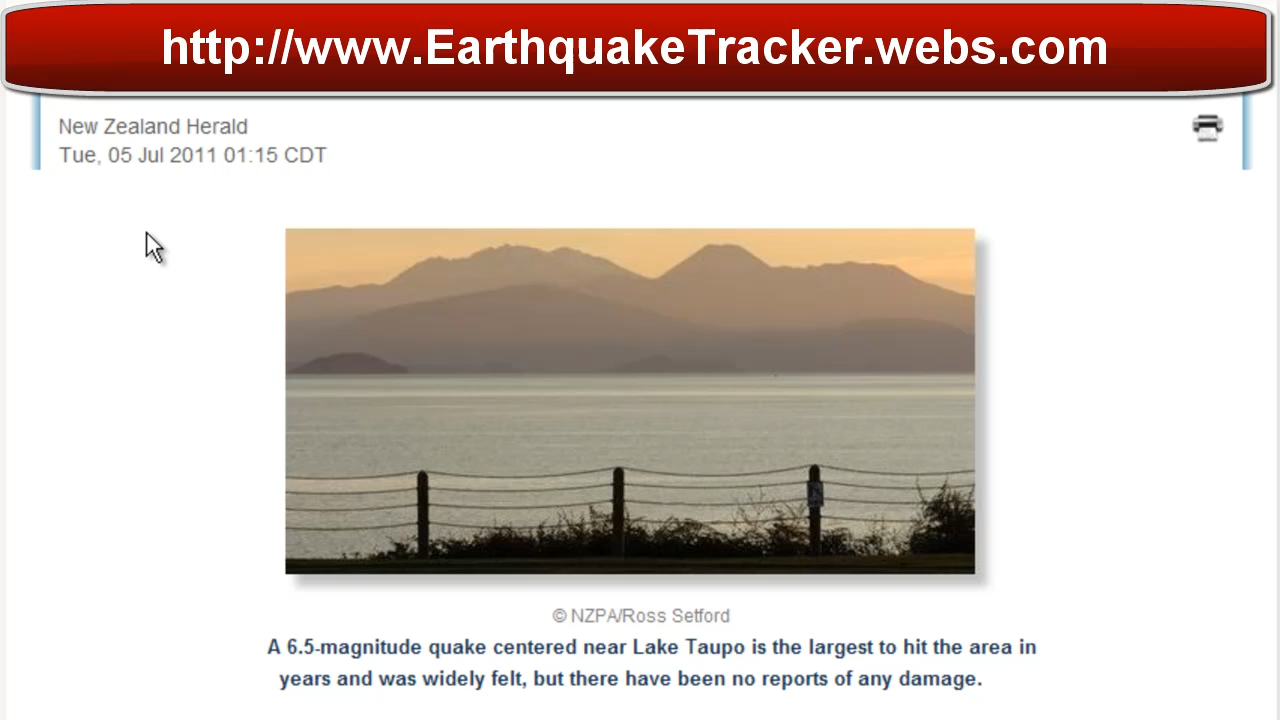 http://www.EarthquakeTracker.webs.com
New Zealand Herald
Tue, 05 Jul 2011 01:15 CDT
© NZPA/Ross Setford
A 6.5-magnitude quake centered near Lake Taupo is the largest to hit the area in
years and was widely felt, but there have been no reports of any damage.